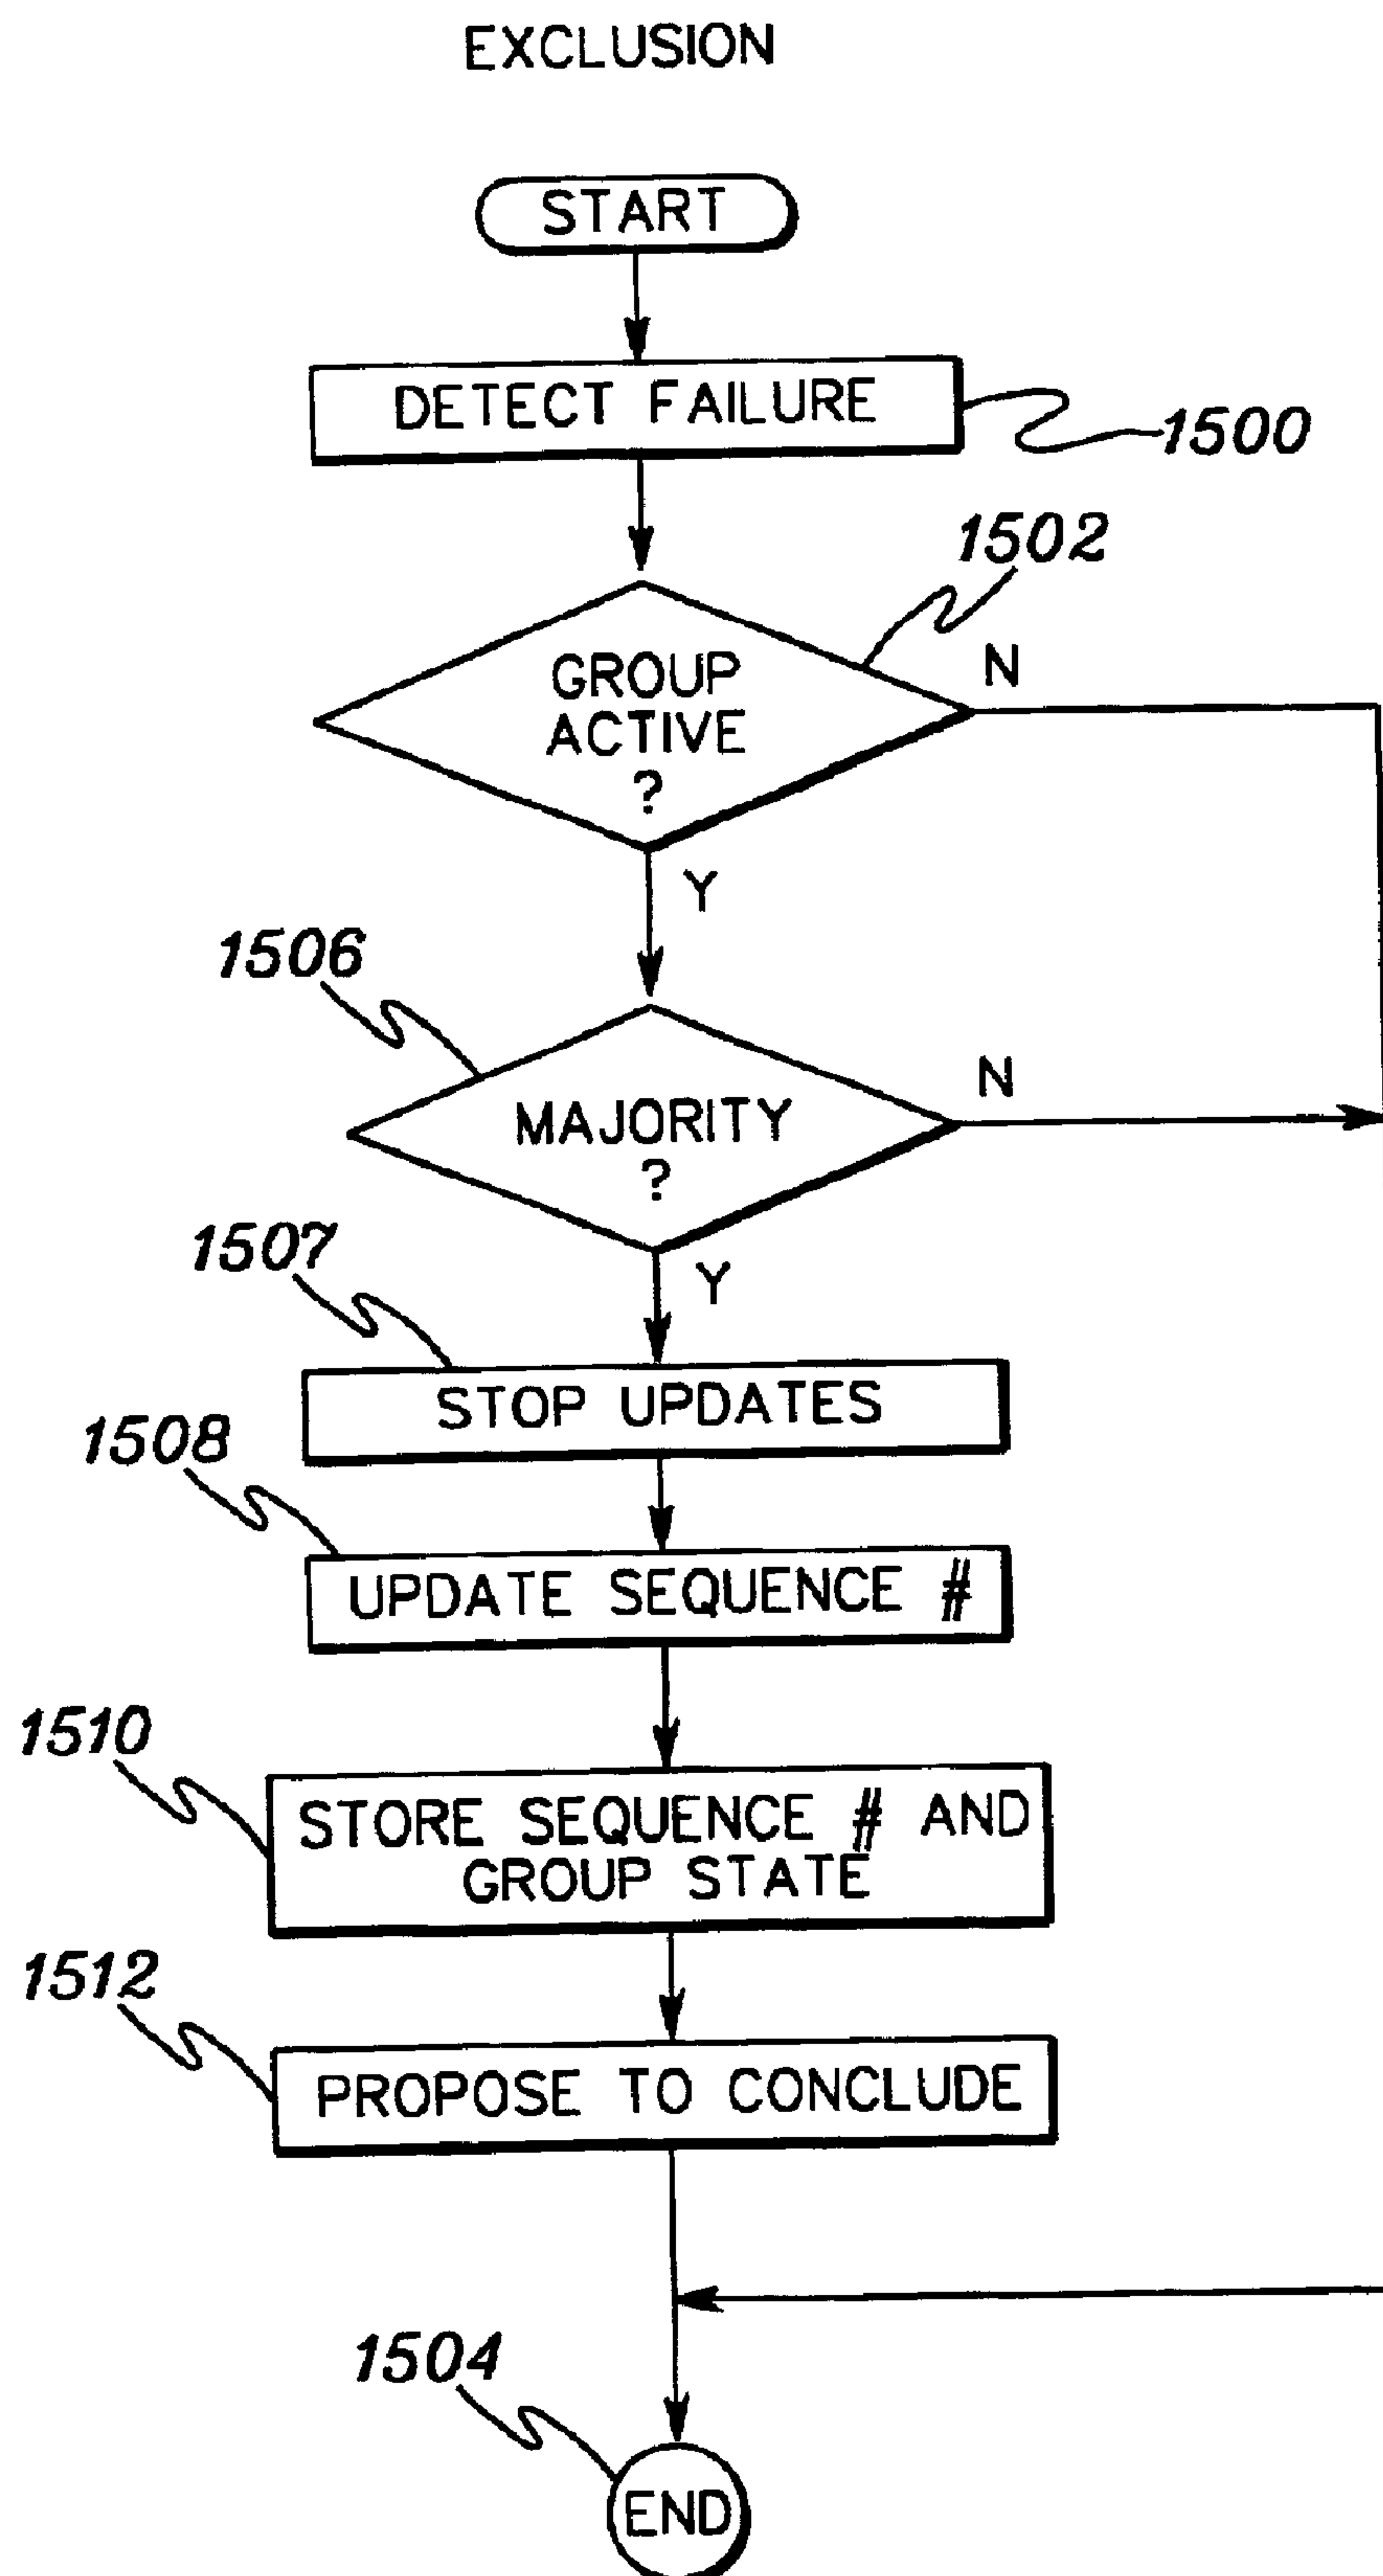 EXCLUSION
START
DETECT FAILURE
1500
1502
GROUP
ACTIVE
?
N
Y
1506
MAJORITY
?
N
Y
1507
STOP UPDATES
1508
UPDATE SEQUENCE #
1510
STORE SEQUENCE # AND
GROUP STATE
1512
PROPOSE TO CONCLUDE
1504
END